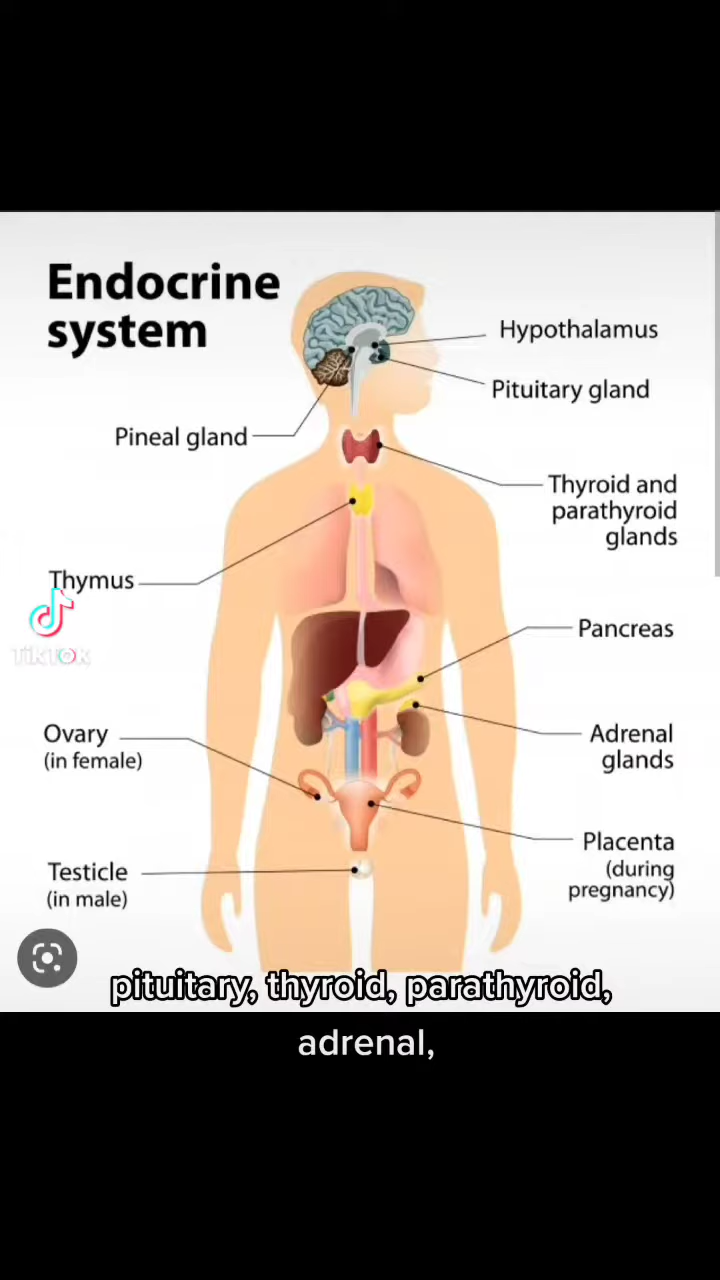 Endocrine
system
Hypothalamus
Pituitary gland
Pineal gland
Thyroid and
parathyroid
glands
Thymus
TikTok
Pancreas
Ovary
(in female)
Adrenal
glands
Placenta
(during
pregnancy)
Testicle
(in male)
pituitary, thyroid, parathyroid,
adrenal,